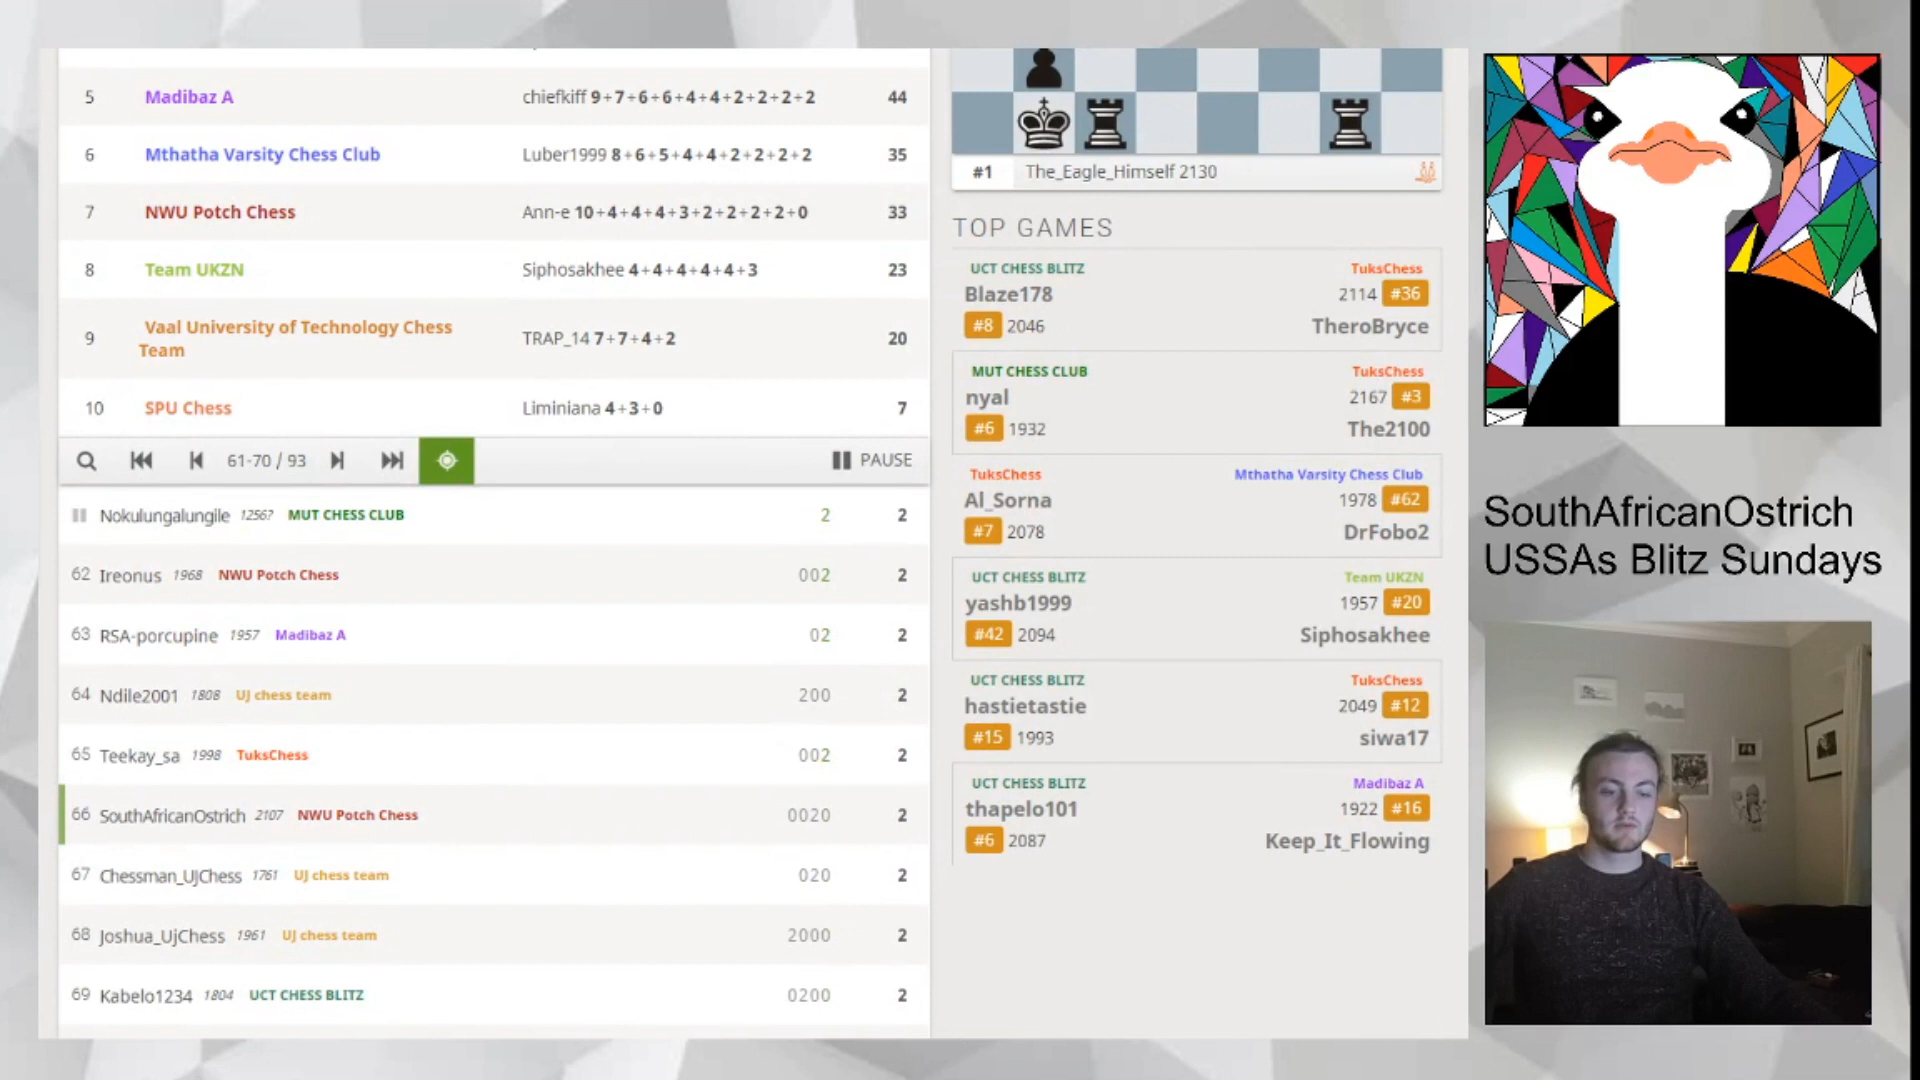 5 Madibaz A chiefkiff 9+7+6+6+4+4+2+2+2+2 44
6 Mthatha Varsity Chess Club Luber1999 8+6+5+4+4+2+2+2+2 35
7 NWU Potch Chess Ann-e 10+4+4+4+3+2+2+2+2+0 33
8 Team UKZN Siphosakhee 4+4+4+4+4+3 23
9 Vaal University of Technology Chess
Team TRAP_14 7+7+4+2 20
10 SPU Chess Liminiana 4+3+0 7
61-70 / 93 PAUSE
Nokulungalungile 1256? MUT CHESS CLUB 2 2
62 Ireonus 1968 NWU Potch Chess 002 2
63 RSA-porcupine 1957 Madibaz A 02 2
64 Ndile2001 1808 UJ chess team 200 2
65 Teekay_sa 1998 TuksChess 002 2
66 SouthAfricanOstrich 2107 NWU Potch Chess 0020 2
67 Chessman_UJChess 1761 UJ chess team 020 2
68 Joshua_UjChess 1961 UJ chess team 2000 2
69 Kabelo1234 1804 UCT CHESS BLITZ 0200 2
#1 The_Eagle_Himself 2130
TOP GAMES
UCT CHESS BLITZ TuksChess
Blaze178 2114 #36
#8 2046 TheroBryce
MUT CHESS CLUB TuksChess
nyal 2167 #3
#6 1932 The2100
TuksChess Mthatha Varsity Chess Club
Al_Sorna 1978 #62
#7 2078 DrFobo2
UCT CHESS BLITZ Team UKZN
yashb1999 1957 #20
#42 2094 Siphosakhee
UCT CHESS BLITZ TuksChess
hastietastie 2049 #12
#15 1993 siwa17
UCT CHESS BLITZ Madibaz A
thapelo101 1922 #16
#6 2087 Keep_It_Flowing
SouthAfricanOstrich
USSAs Blitz Sundays